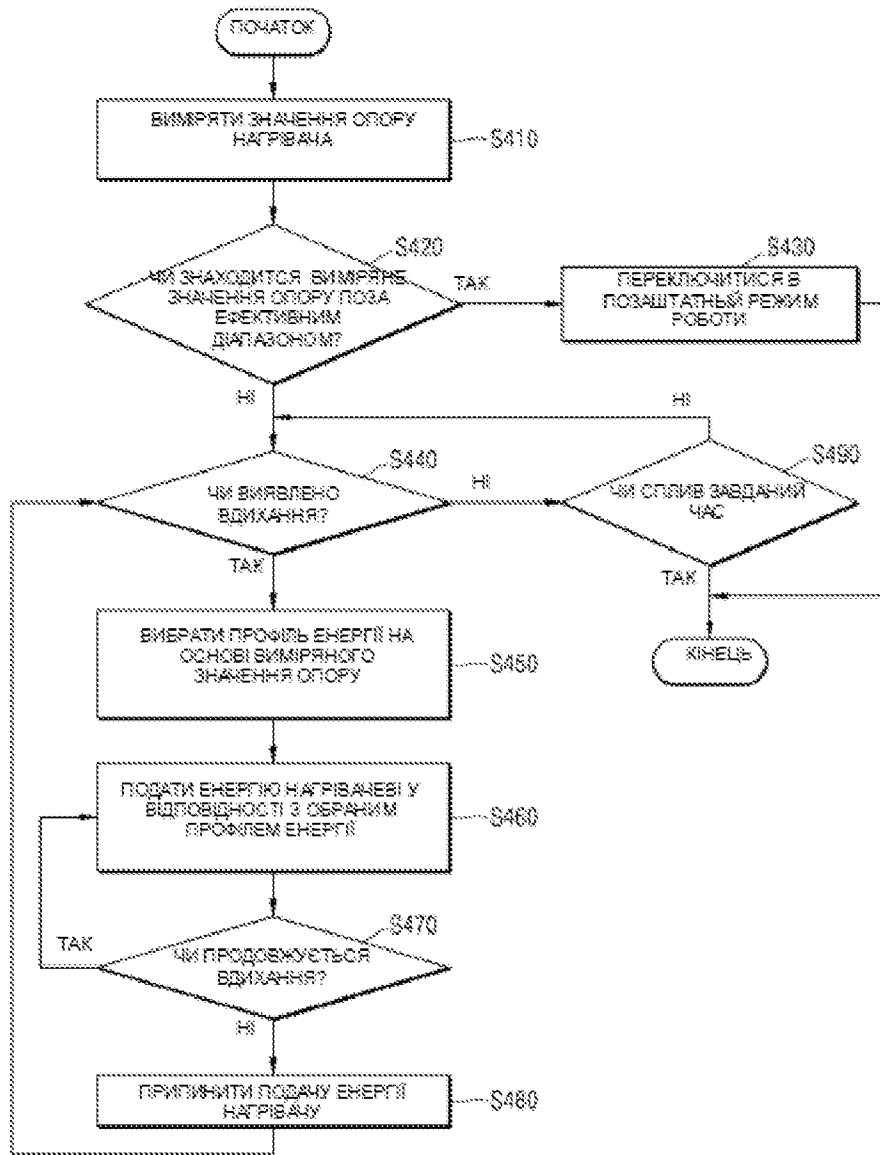 ПОЧАТОК
ВИМІРЯТИ ЗНАЧЕННЯ ОПОРУ
НАГРІВАЧА
S410
S420
ЧИ ЗНАХОДИТСЯ ВИМІРЯНЕ
ЗНАЧЕННЯ ОПОРУ ПОЗА
ЕФЕКТИВНИМ
ДІАПАЗОНОМ?
ТАК
S430
ПЕРЕКЛЮЧИТИСЯ В
ПОЗАШТАТНЫЙ РЕЖИМ
РОБОТИ
НІ
НІ
S440
ЧИ ВИЯВЛЕНО
ВДИХАННЯ?
НІ
S490
ЧИ СПЛИВ ЗАВДАНИЙ
ЧАС
ТАК
ТАК
КІНЕЦЬ
ВИБРАТИ ПРОФІЛЬ ЕНЕРГІЇ НА
ОСНОВІ ВИМІРЯНОГО
ЗНАЧЕННЯ ОПОРУ
S450
ПОДАТИ ЕНЕРГІЮ НАГРІВАЧЕВІ У
ВІДПОВІДНОСТІ З ОБРАНИМ
ПРОФІЛЕМ ЕНЕРГІЇ
S460
S470
ТАК
ЧИ ПРОДОВЖУЄТЬСЯ
ВДИХАННЯ?
НІ
ПРИПИНИТИ ПОДАЧУ ЕНЕРГІЇ
НАГРІВАЧУ
S480